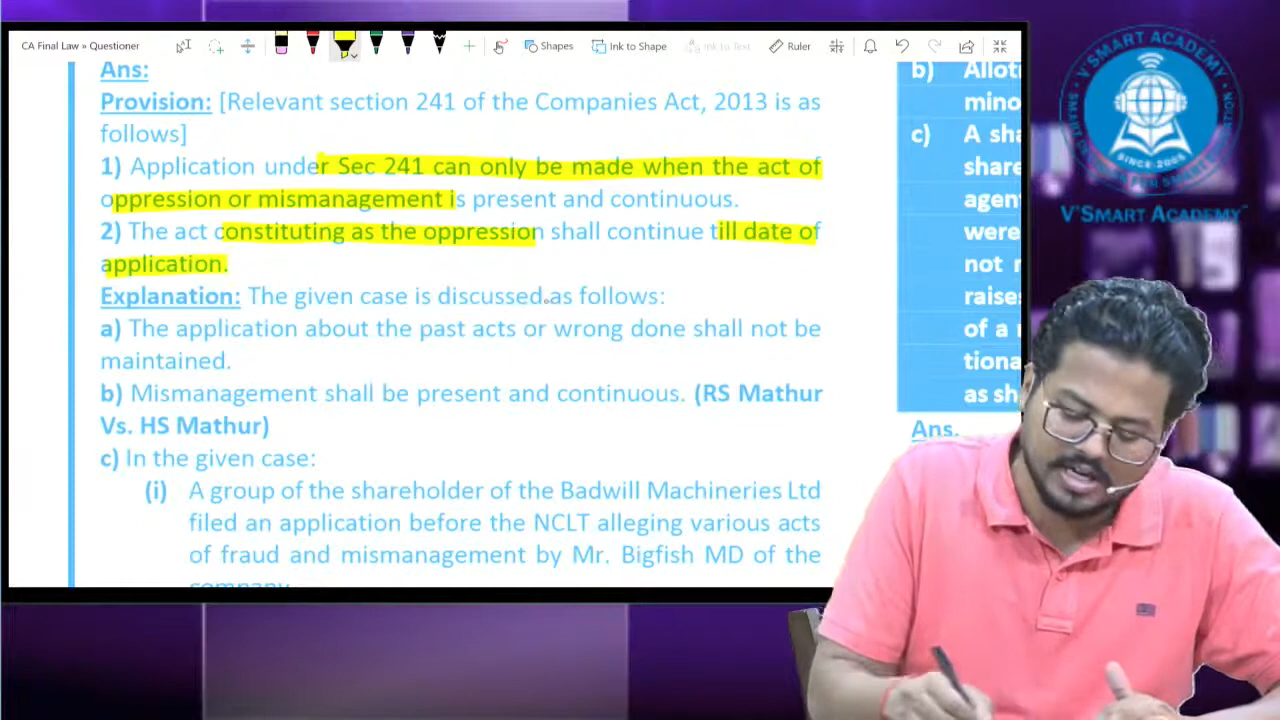 CA Final Law » Questioner
Shapes
Ink to Shape
Ink to Text
Ruler
Ans:
Provision: [Relevant section 241 of the Companies Act, 2013 is as
follows]
1) Application under Sec 241 can only be made when the act of
oppression or mismanagement is present and continuous.
2) The act constituting as the oppression shall continue till date of
application.
Explanation: The given case is discussed as follows:
a) The application about the past acts or wrong done shall not be
maintained.
b) Mismanagement shall be present and continuous. (RS Mathur
Vs. HS Mathur)
c) In the given case:
(i) A group of the shareholder of the Badwill Machineries Ltd
filed an application before the NCLT alleging various acts
of fraud and mismanagement by Mr. Bigfish MD of the
company
b) Allot
mino
c) A sha
share
agen
were
not
raise
of a
tiona
as sh
Ans.
V'SMART ACADEMY
SINCE 2005
V'SMART ACADEMY